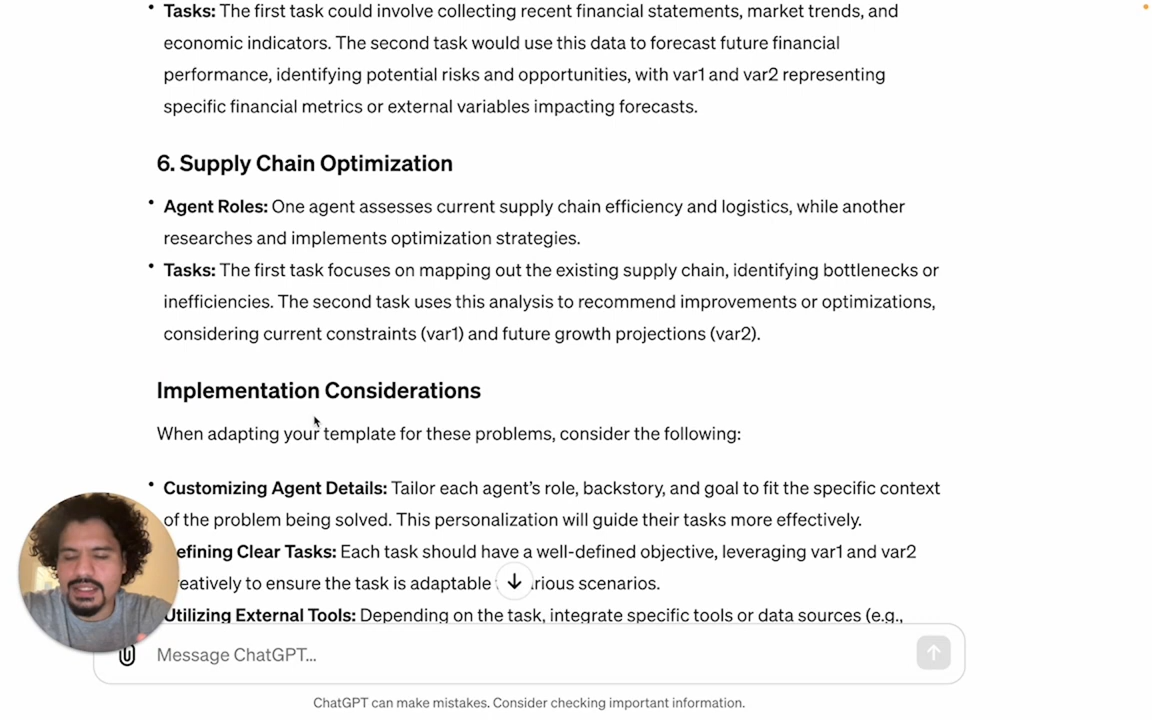 Tasks: The first task could involve collecting recent financial statements, market trends, and
economic indicators. The second task would use this data to forecast future financial
performance, identifying potential risks and opportunities, with var1 and var2 representing
specific financial metrics or external variables impacting forecasts.
6. Supply Chain Optimization
Agent Roles: One agent assesses current supply chain efficiency and logistics, while another
researches and implements optimization strategies.
Tasks: The first task focuses on mapping out the existing supply chain, identifying bottlenecks or
inefficiencies. The second task uses this analysis to recommend improvements or optimizations,
considering current constraints (var1) and future growth projections (var2).
Implementation Considerations
When adapting your template for these problems, consider the following:
Customizing Agent Details: Tailor each agent's role, backstory, and goal to fit the specific context
of the problem being solved. This personalization will guide their tasks more effectively.
efining Clear Tasks: Each task should have a well-defined objective, leveraging var1 and var2
reatively to ensure the task is adaptable rious scenarios.
Utilizing External Tools: Depending on the task, integrate specific tools or data sources (e.g.,
Message ChatGPT...
ChatGPT can make mistakes. Consider checking important information.